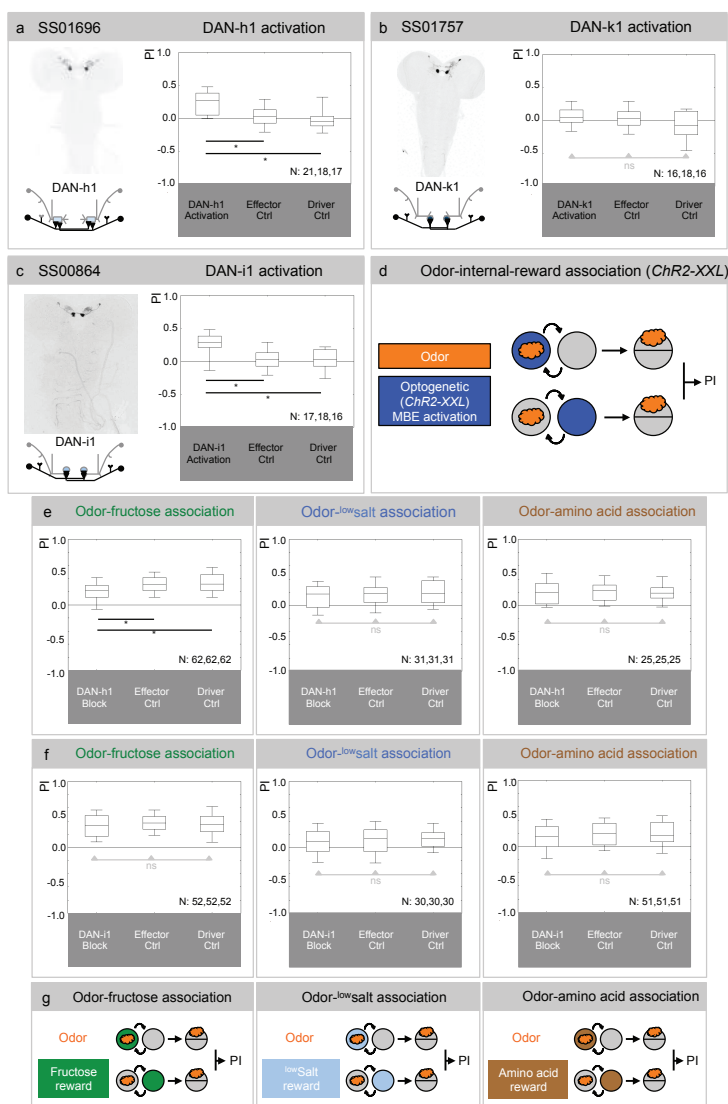 a SS01696 DAN-h1 activation
PI
1.0
0.5
0.0
-0.5
-1.0
*
*
N: 21,18,17
DAN-h1
DAN-h1
Activation
Effector
Ctrl
Driver
Ctrl
b SS01757 DAN-k1 activation
PI
1.0
0.5
0.0
-0.5
-1.0
ns
N: 16,18,16
DAN-k1
DAN-k1
Activation
Effector
Ctrl
Driver
Ctrl
c SS00864 DAN-i1 activation
PI
1.0
0.5
0.0
-0.5
-1.0
*
*
N: 17,18,16
DAN-i1
DAN-i1
Activation
Effector
Ctrl
Driver
Ctrl
d Odor-internal-reward association (ChR2-XXL)
Odor
Optogenetic
(ChR2-XXL)
MBE activation
PI
e Odor-fructose association
PI
1.0
0.5
0.0
-0.5
-1.0
*
*
N: 62,62,62
DAN-h1
Block
Effector
Ctrl
Driver
Ctrl
Odor-lowsalt association
PI
1.0
0.5
0.0
-0.5
-1.0
ns
N: 31,31,31
DAN-h1
Block
Effector
Ctrl
Driver
Ctrl
Odor-amino acid association
PI
1.0
0.5
0.0
-0.5
-1.0
ns
N: 25,25,25
DAN-h1
Block
Effector
Ctrl
Driver
Ctrl
f Odor-fructose association
PI
1.0
0.5
0.0
-0.5
-1.0
ns
N: 52,52,52
DAN-i1
Block
Effector
Ctrl
Driver
Ctrl
Odor-lowsalt association
PI
1.0
0.5
0.0
-0.5
-1.0
ns
N: 30,30,30
DAN-i1
Block
Effector
Ctrl
Driver
Ctrl
Odor-amino acid association
PI
1.0
0.5
0.0
-0.5
-1.0
ns
N: 51,51,51
DAN-i1
Block
Effector
Ctrl
Driver
Ctrl
g Odor-fructose association
Odor
Fructose
reward
PI
Odor-lowsalt association
Odor
lowSalt
reward
PI
Odor-amino acid association
Odor
Amino acid
reward
PI